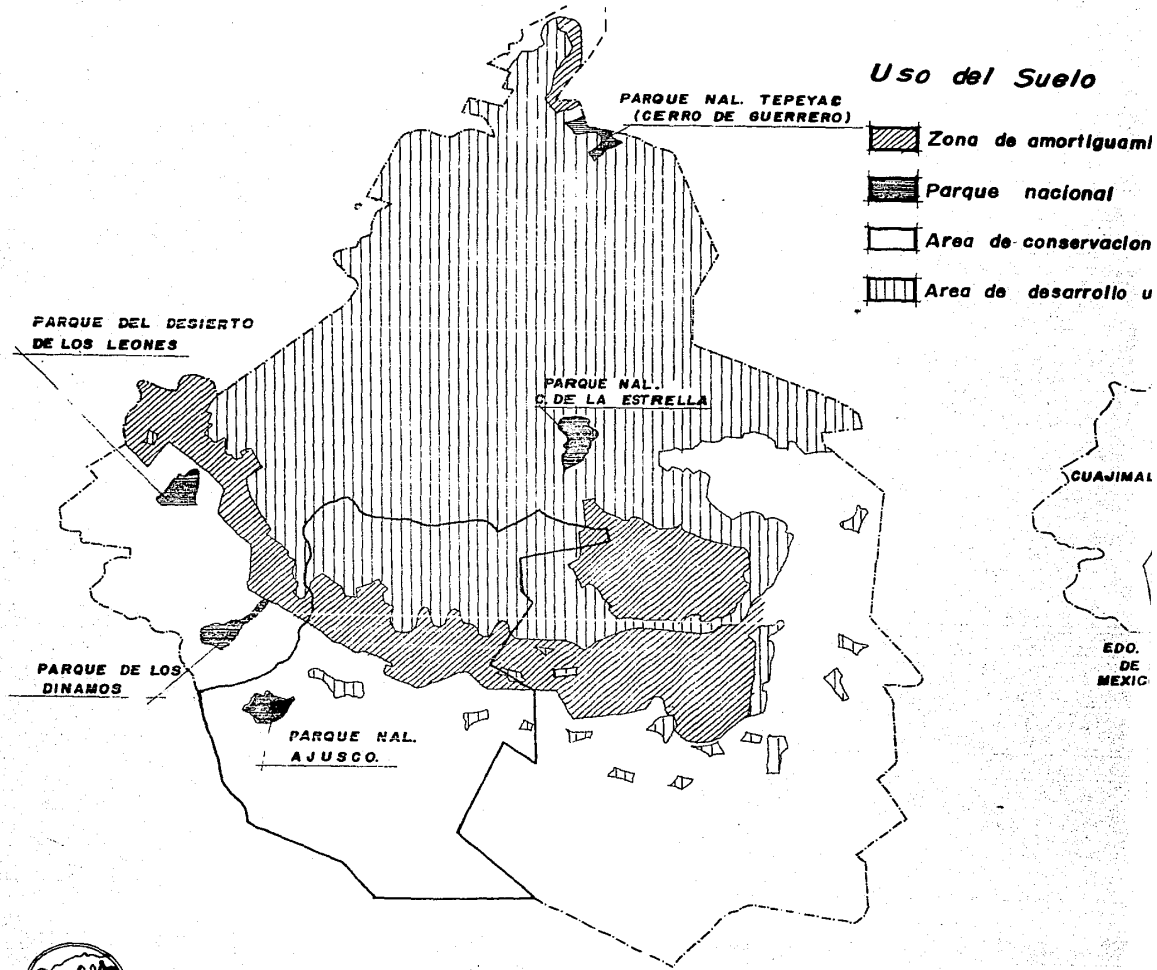 Uso del Suelo
PARQUE NAL. TEPEYAC
(CERRO DE GUERRERO)
Zona de amortiguami
Parque nacional
Area de conservacion
Area de desarrollo u
PARQUE DEL DESIERTO
DE LOS LEONES
PARQUE NAL.
C. DE LA ESTRELLA
CUAJIMAL
EDO.
DE
MEXIC
PARQUE DE LOS
DINAMOS
PARQUE NAL.
AJUSCO.